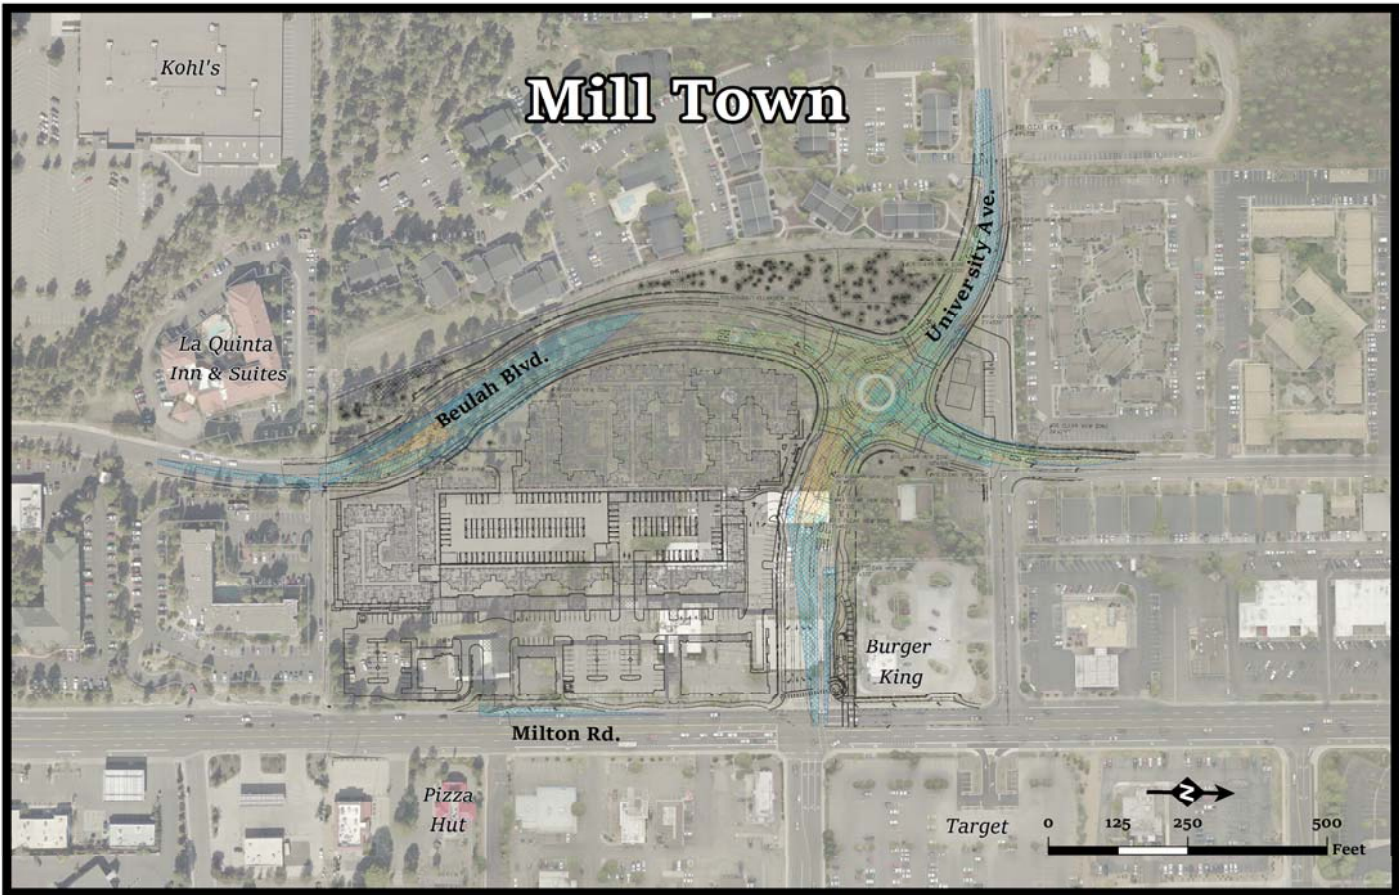 Kohl's
Mill Town
University Ave.
La Quinta
Inn & Suites
Beulah Blvd.
Burger
King
Milton Rd.
Pizza
Hut
Target
N
0 125 250 500
Feet